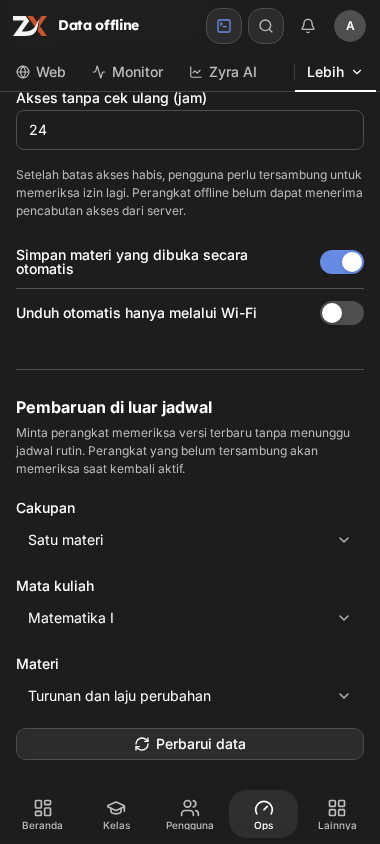 ZX Data offline
A
Web Monitor Zyra AI Lebih
Akses tanpa cek ulang (jam)
24
Setelah batas akses habis, pengguna perlu tersambung untuk
memeriksa izin lagi. Perangkat offline belum dapat menerima
pencabutan akses dari server.
Simpan materi yang dibuka secara
otomatis
Unduh otomatis hanya melalui Wi-Fi
Pembaruan di luar jadwal
Minta perangkat memeriksa versi terbaru tanpa menunggu
jadwal rutin. Perangkat yang belum tersambung akan
memeriksa saat kembali aktif.
Cakupan
Satu materi
Mata kuliah
Matematika I
Materi
Turunan dan laju perubahan
Perbarui data
Beranda Kelas Pengguna Ops Lainnya